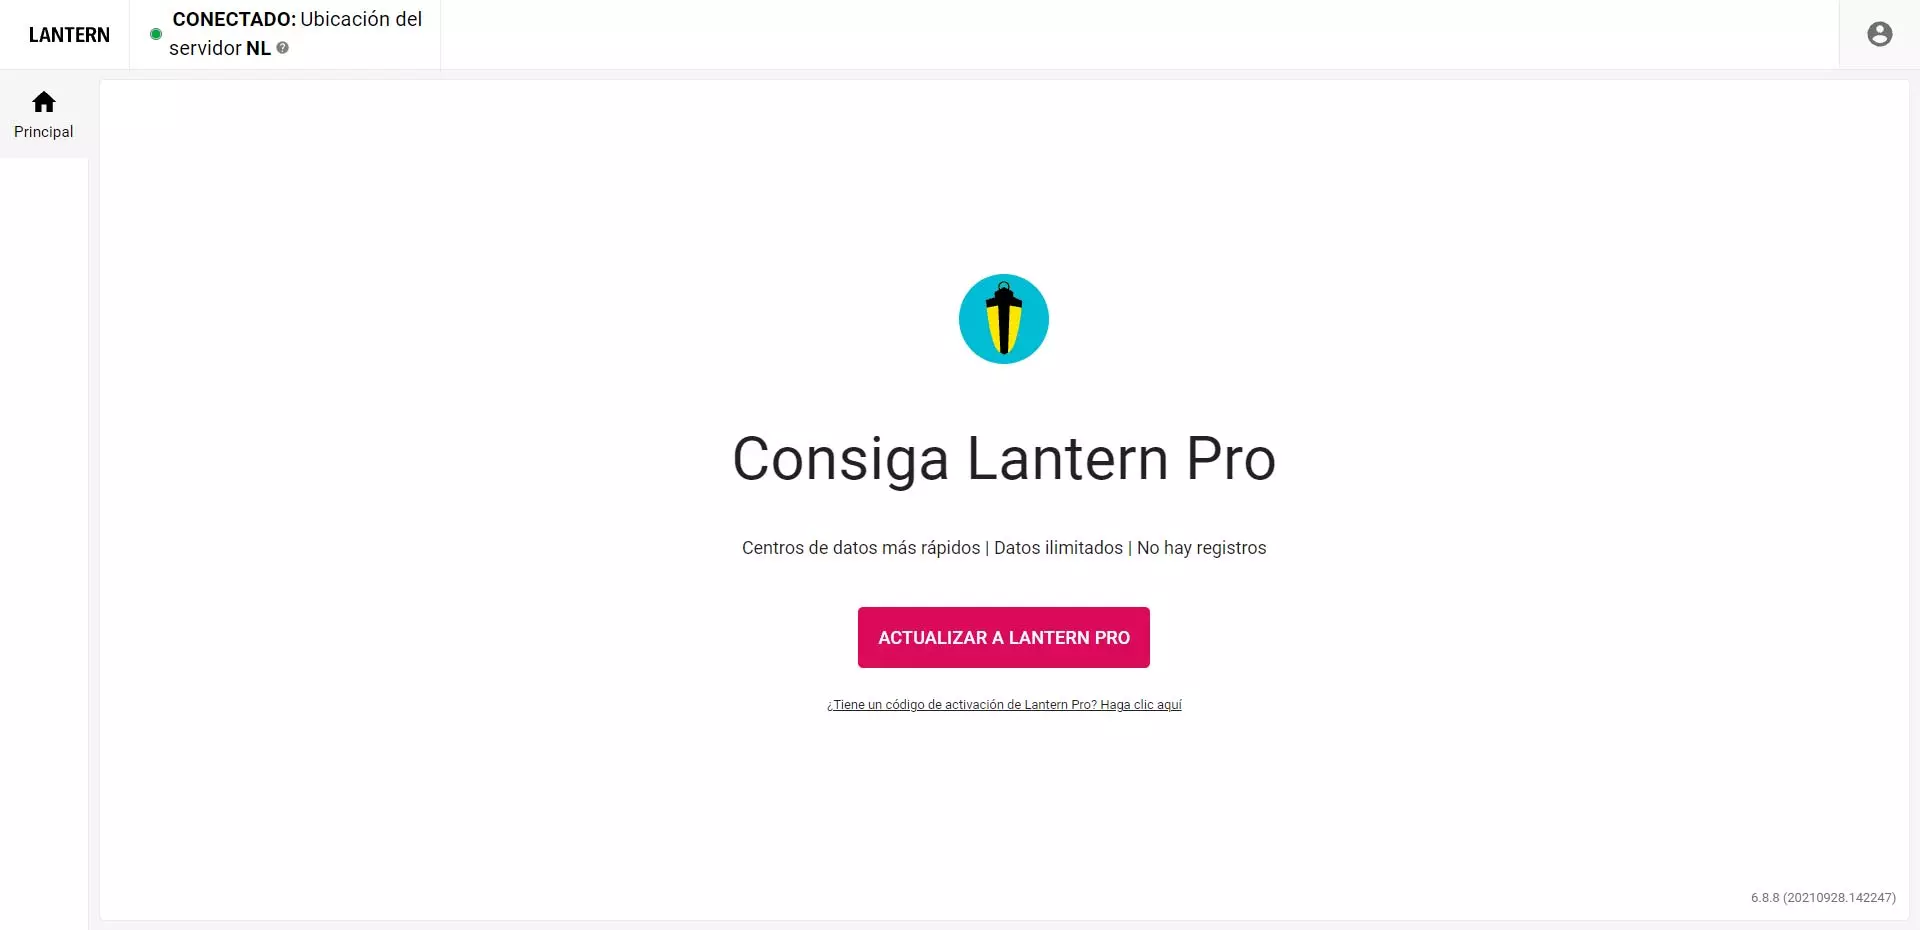 LANTERN
CONECTADO: Ubicación del
servidor NL ?
Principal
Consiga Lantern Pro
Centros de datos más rápidos | Datos ilimitados | No hay registros
ACTUALIZAR A LANTERN PRO
¿Tiene un código de activación de Lantern Pro? Haga clic aquí
6.8.8 (20210928.142247)